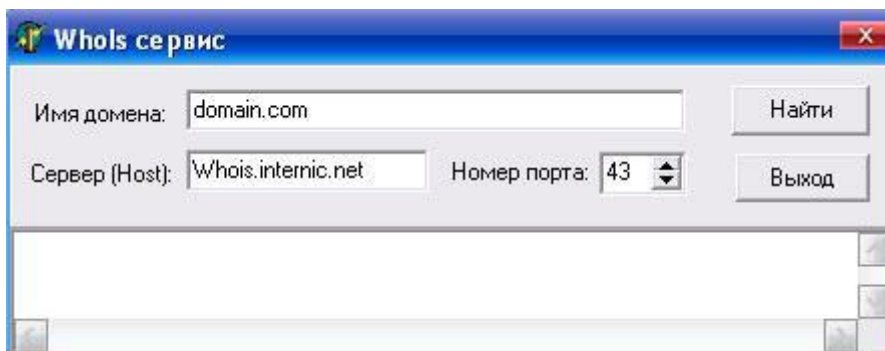 WhoIs сервис
Имя домена: domain.com Найти
Сервер (Host): Whois.internic.net Номер порта: 43 Выход